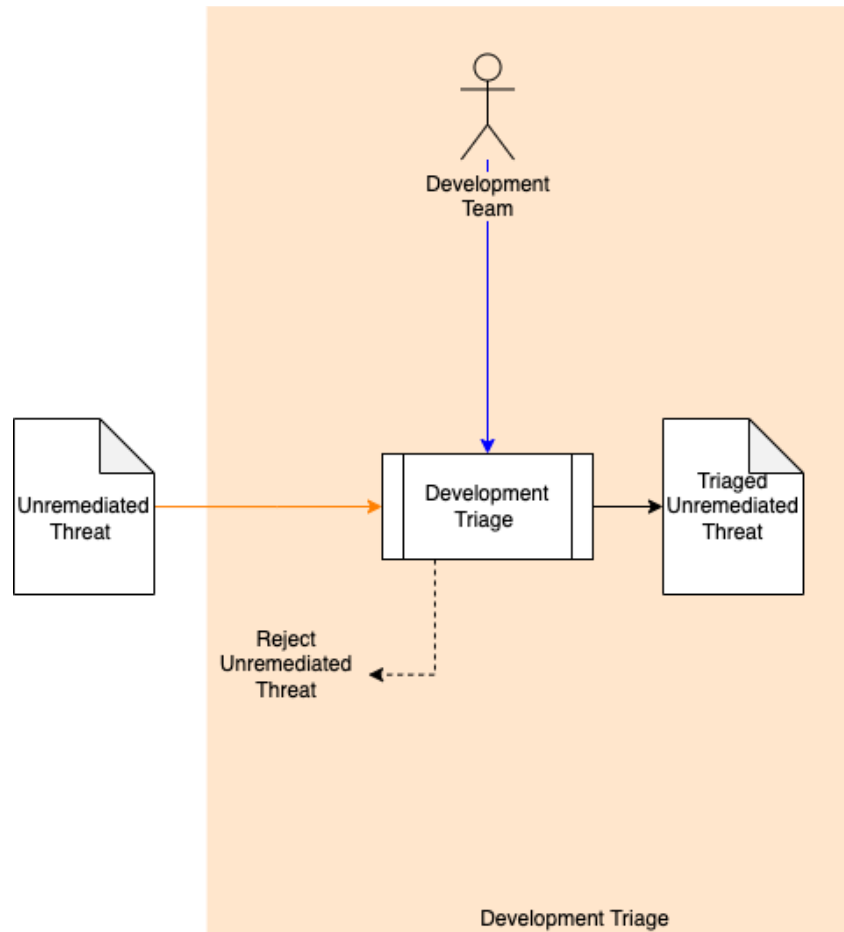 Development
Team
Unremediated
Threat
Development
Triage
Triaged
Unremediated
Threat
Reject
Unremediated
Threat
Development Triage